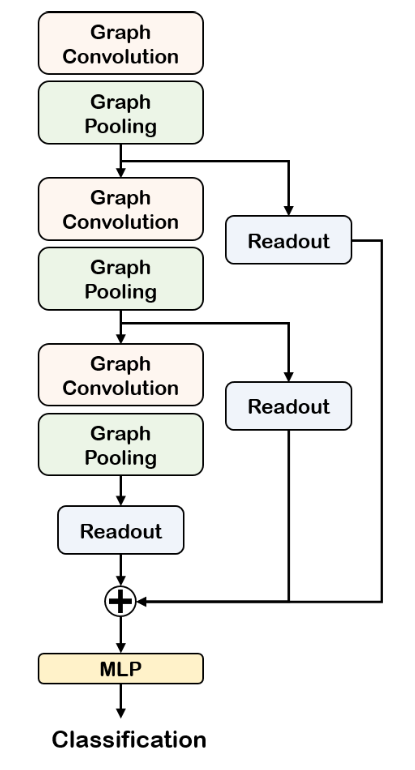 Graph
Convolution
Graph
Pooling
Graph
Convolution
Readout
Graph
Pooling
Graph
Convolution
Readout
Graph
Pooling
Readout
+
MLP
Classification